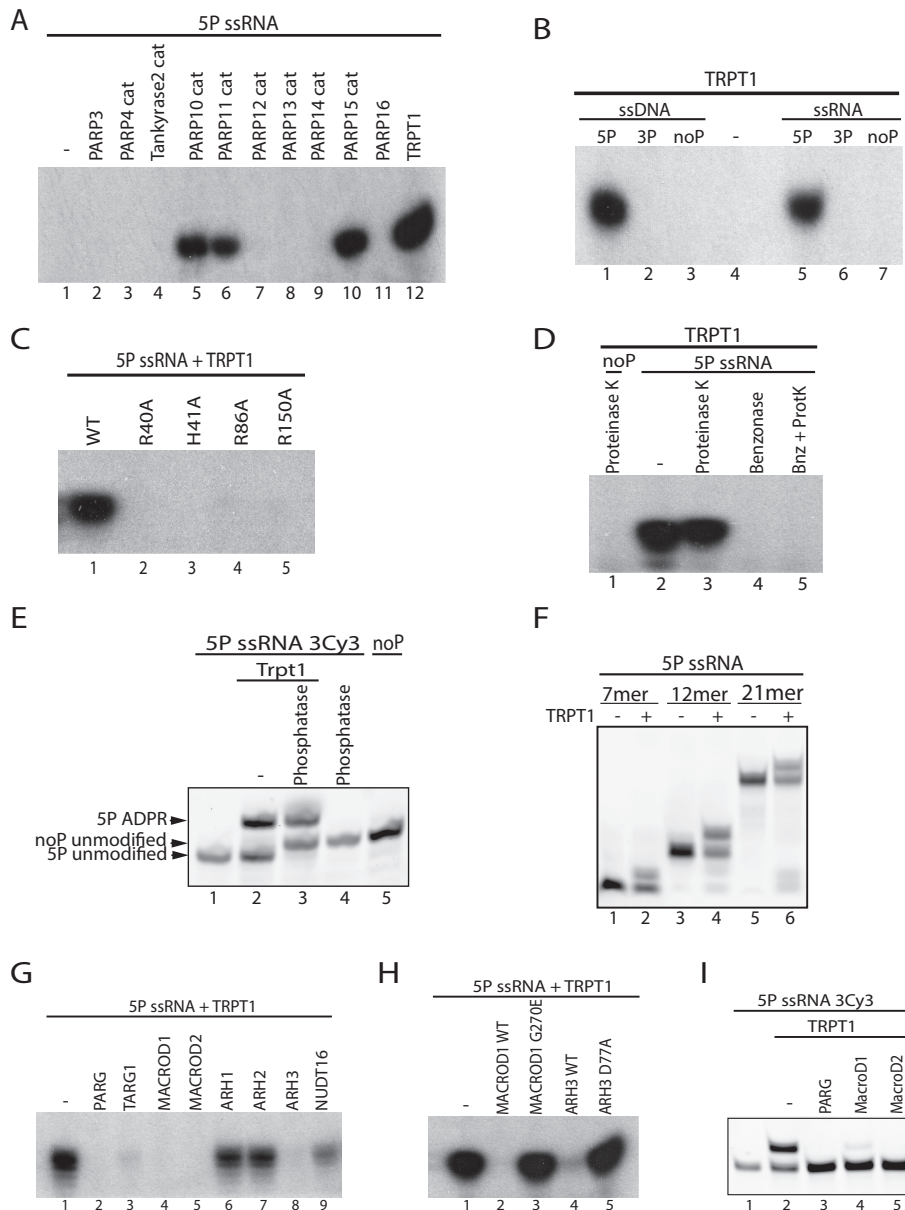 A
5P ssRNA
-
PARP3
PARP4 cat
Tankyrase2 cat
PARP10 cat
PARP11 cat
PARP12 cat
PARP13 cat
PARP14 cat
PARP15 cat
PARP16
TRPT1
1 2 3 4 5 6 7 8 9 10 11 12
B
TRPT1
ssDNA ssRNA
5P 3P noP - 5P 3P noP
1 2 3 4 5 6 7
C
5P ssRNA + TRPT1
WT
R40A
H41A
R86A
R150A
1 2 3 4 5
D
TRPT1
noP 5P ssRNA
Proteinase K
-
Proteinase K
Benzonase
Bnz + ProtK
1 2 3 4 5
E
5P ssRNA 3Cy3 noP
Trpt1
-
Phosphatase
Phosphatase
5P ADPR
noP unmodified
5P unmodified
1 2 3 4 5
F
5P ssRNA
7mer 12mer 21mer
TRPT1 - + - + - +
1 2 3 4 5 6
G
5P ssRNA + TRPT1
-
PARG
TARG1
MACROD1
MACROD2
ARH1
ARH2
ARH3
NUDT16
1 2 3 4 5 6 7 8 9
H
5P ssRNA + TRPT1
-
MACROD1 WT
MACROD1 G270E
ARH3 WT
ARH3 D77A
1 2 3 4 5
I
5P ssRNA 3Cy3
TRPT1
-
PARG
MacroD1
MacroD2
1 2 3 4 5